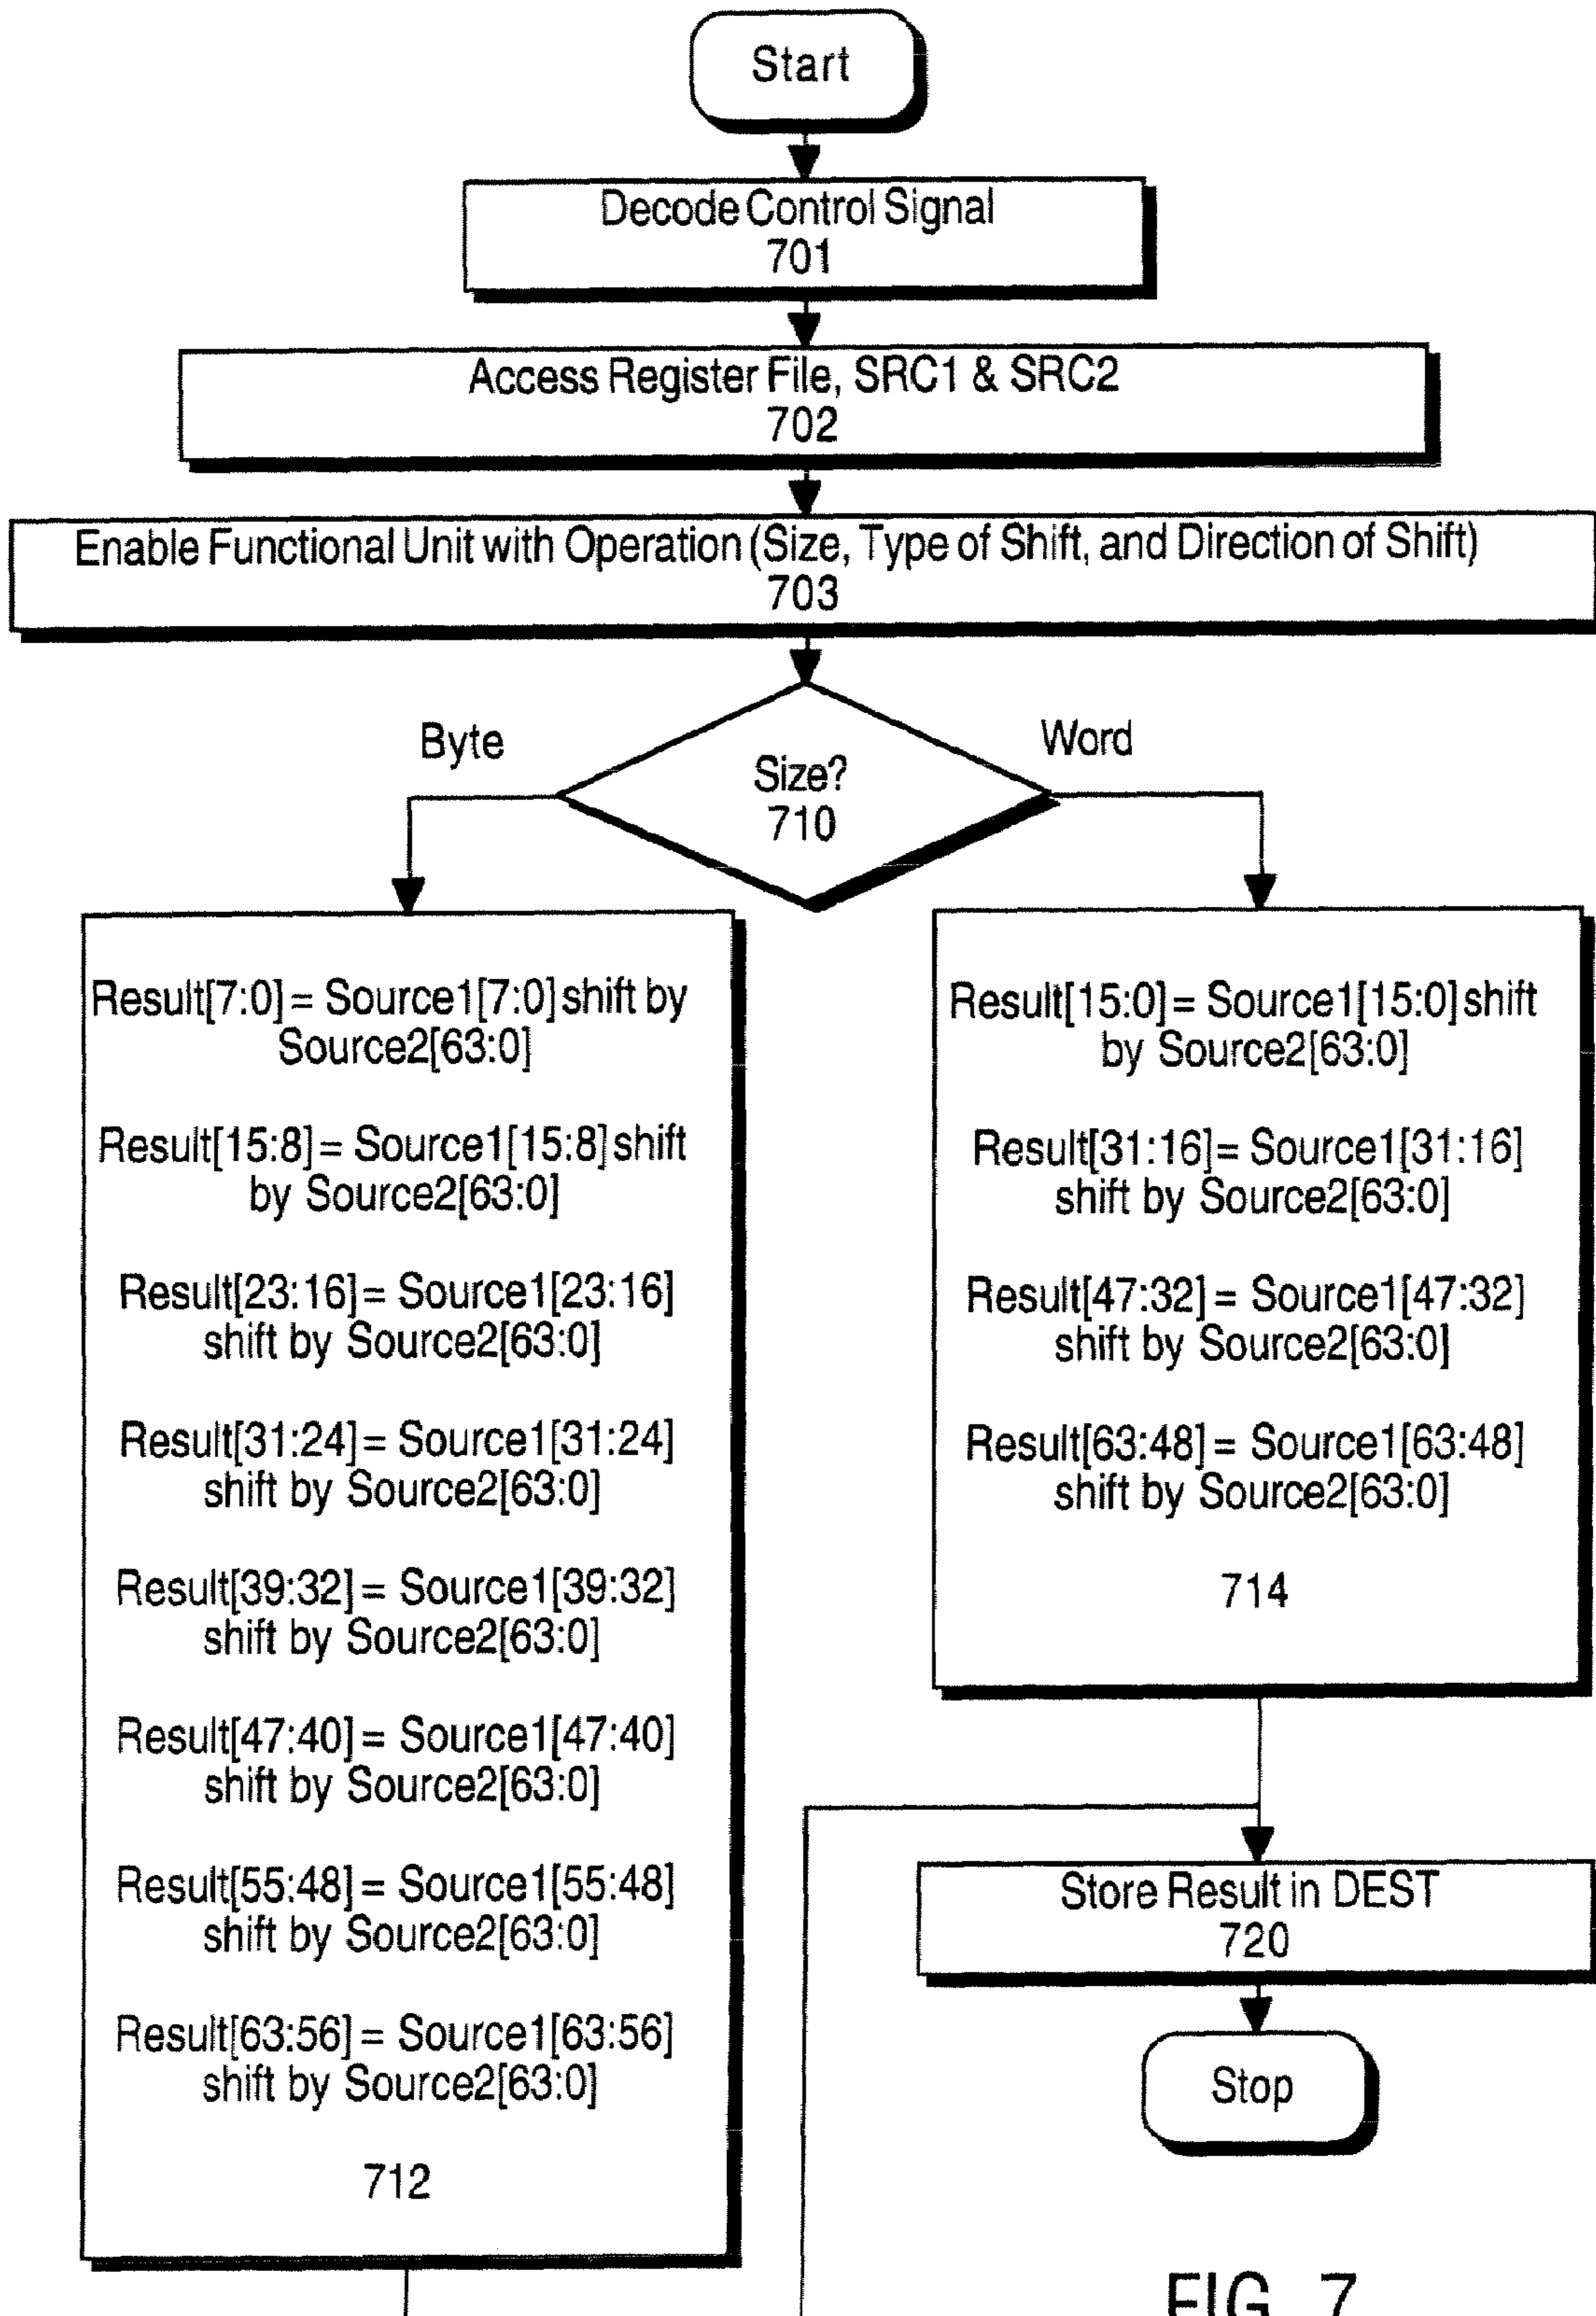 Start
Decode Control Signal
701
Access Register File, SRC1 & SRC2
702
Enable Functional Unit with Operation (Size, Type of Shift, and Direction of Shift)
703
Byte
Size?
710
Word
Result[7:0] = Source1[7:0] shift by
Source2[63:0]
Result[15:8] = Source1[15:8] shift
by Source2[63:0]
Result[23:16] = Source1[23:16]
shift by Source2[63:0]
Result[31:24] = Source1[31:24]
shift by Source2[63:0]
Result[39:32] = Source1[39:32]
shift by Source2[63:0]
Result[47:40] = Source1[47:40]
shift by Source2[63:0]
Result[55:48] = Source1[55:48]
shift by Source2[63:0]
Result[63:56] = Source1[63:56]
shift by Source2[63:0]
712
Result[15:0] = Source1[15:0] shift
by Source2[63:0]
Result[31:16] = Source1[31:16]
shift by Source2[63:0]
Result[47:32] = Source1[47:32]
shift by Source2[63:0]
Result[63:48] = Source1[63:48]
shift by Source2[63:0]
714
Store Result in DEST
720
Stop
FIG. 7